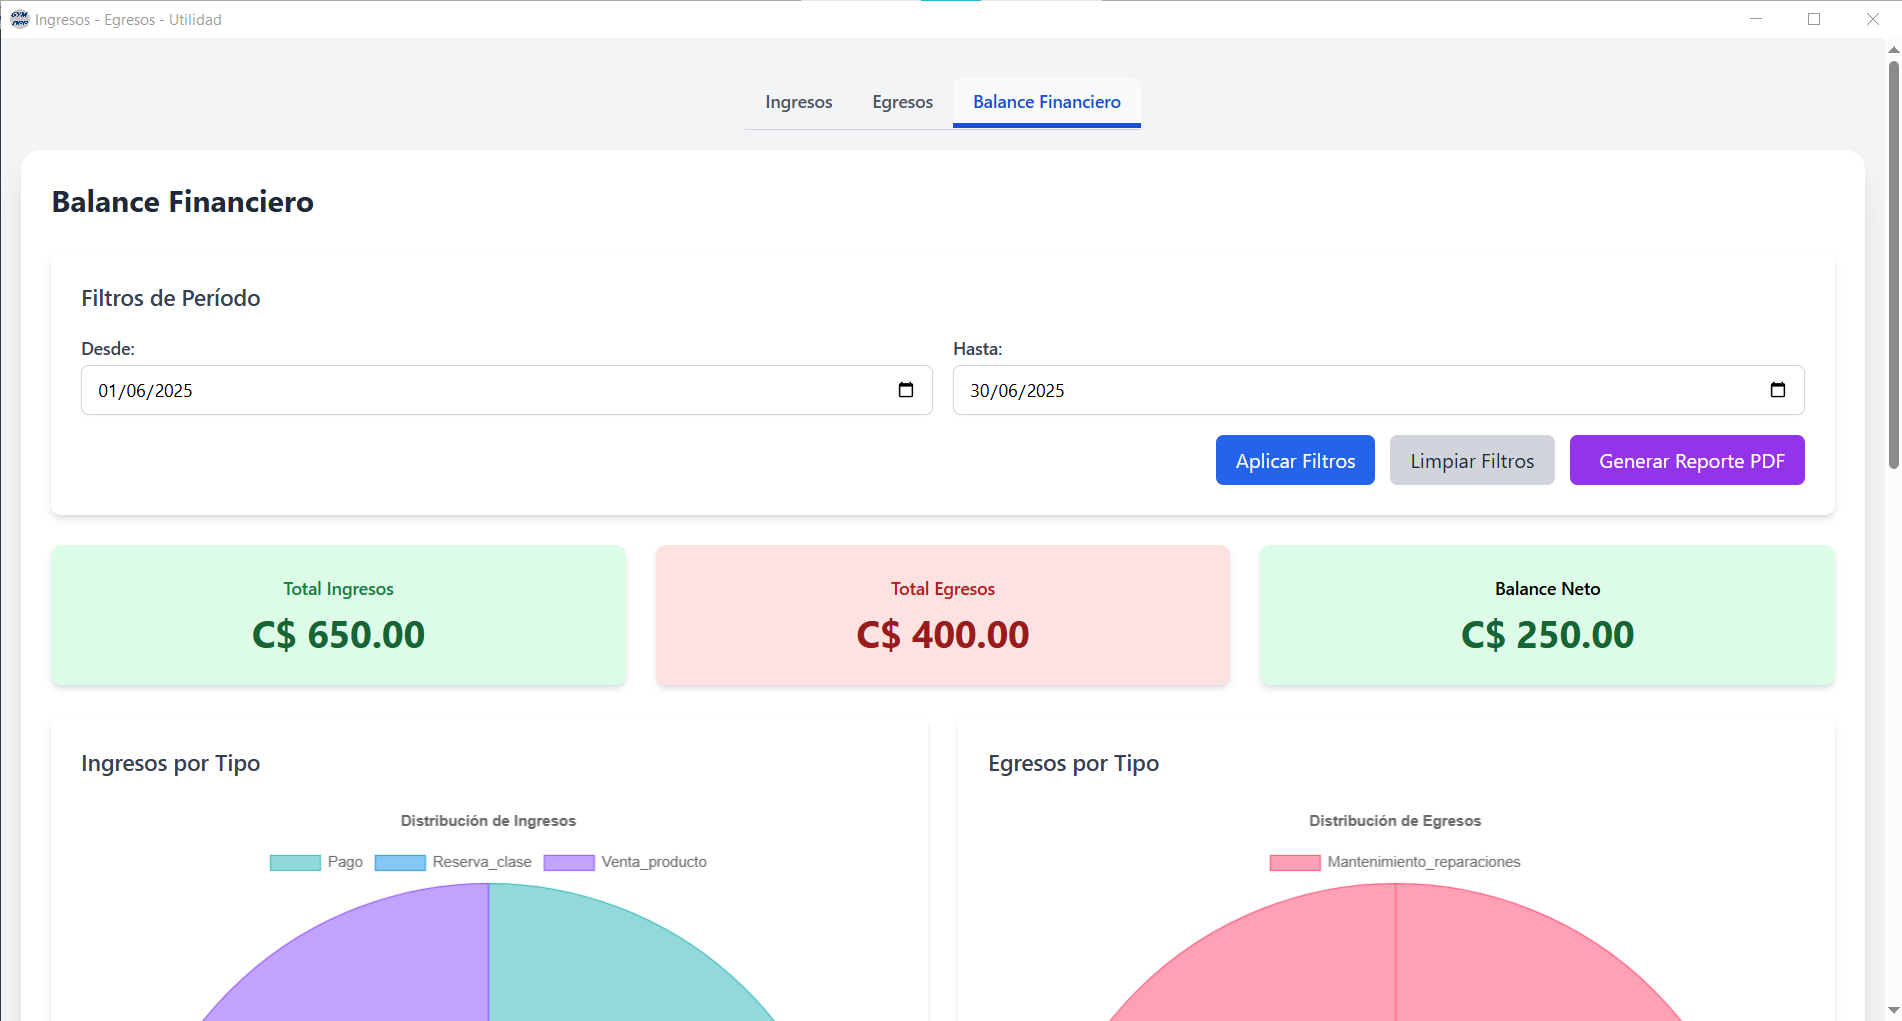 Ingresos - Egresos - Utilidad
Ingresos Egresos Balance Financiero
Balance Financiero
Filtros de Período
Desde: Hasta:
01/06/2025 30/06/2025
Aplicar Filtros Limpiar Filtros Generar Reporte PDF
Total Ingresos Total Egresos Balance Neto
C$ 650.00 C$ 400.00 C$ 250.00
Ingresos por Tipo Egresos por Tipo
Distribución de Ingresos Distribución de Egresos
Pago Reserva_clase Venta_producto Mantenimiento_reparaciones